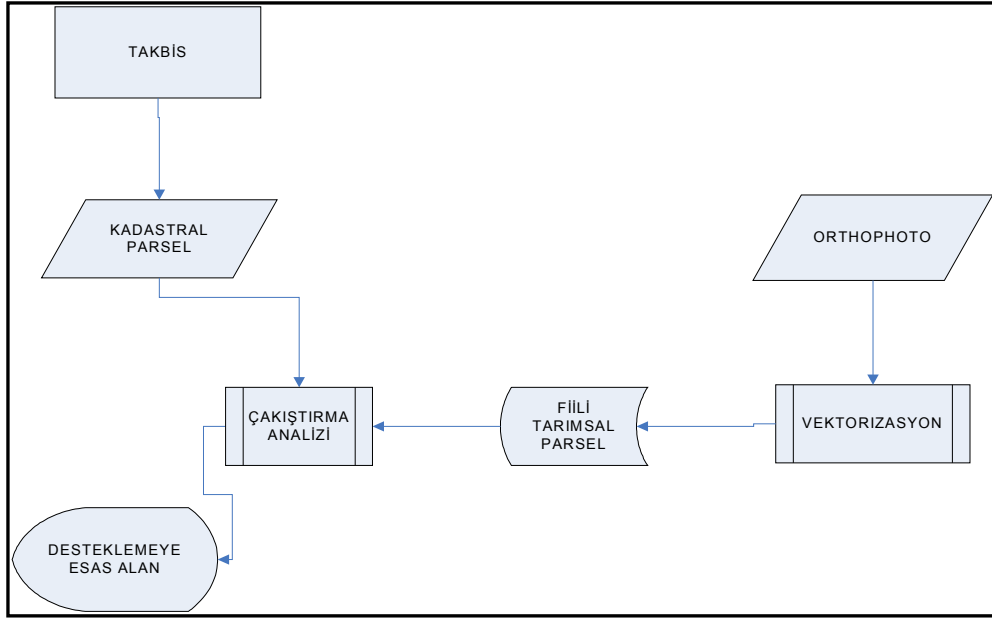 TAKBİS
KADASTRAL
PARSEL
ORTHOPHOTO
ÇAKIŞTIRMA
ANALİZİ
FİİLİ
TARIMSAL
PARSEL
VEKTORIZASYON
DESTEKLEMEYE
ESAS ALAN